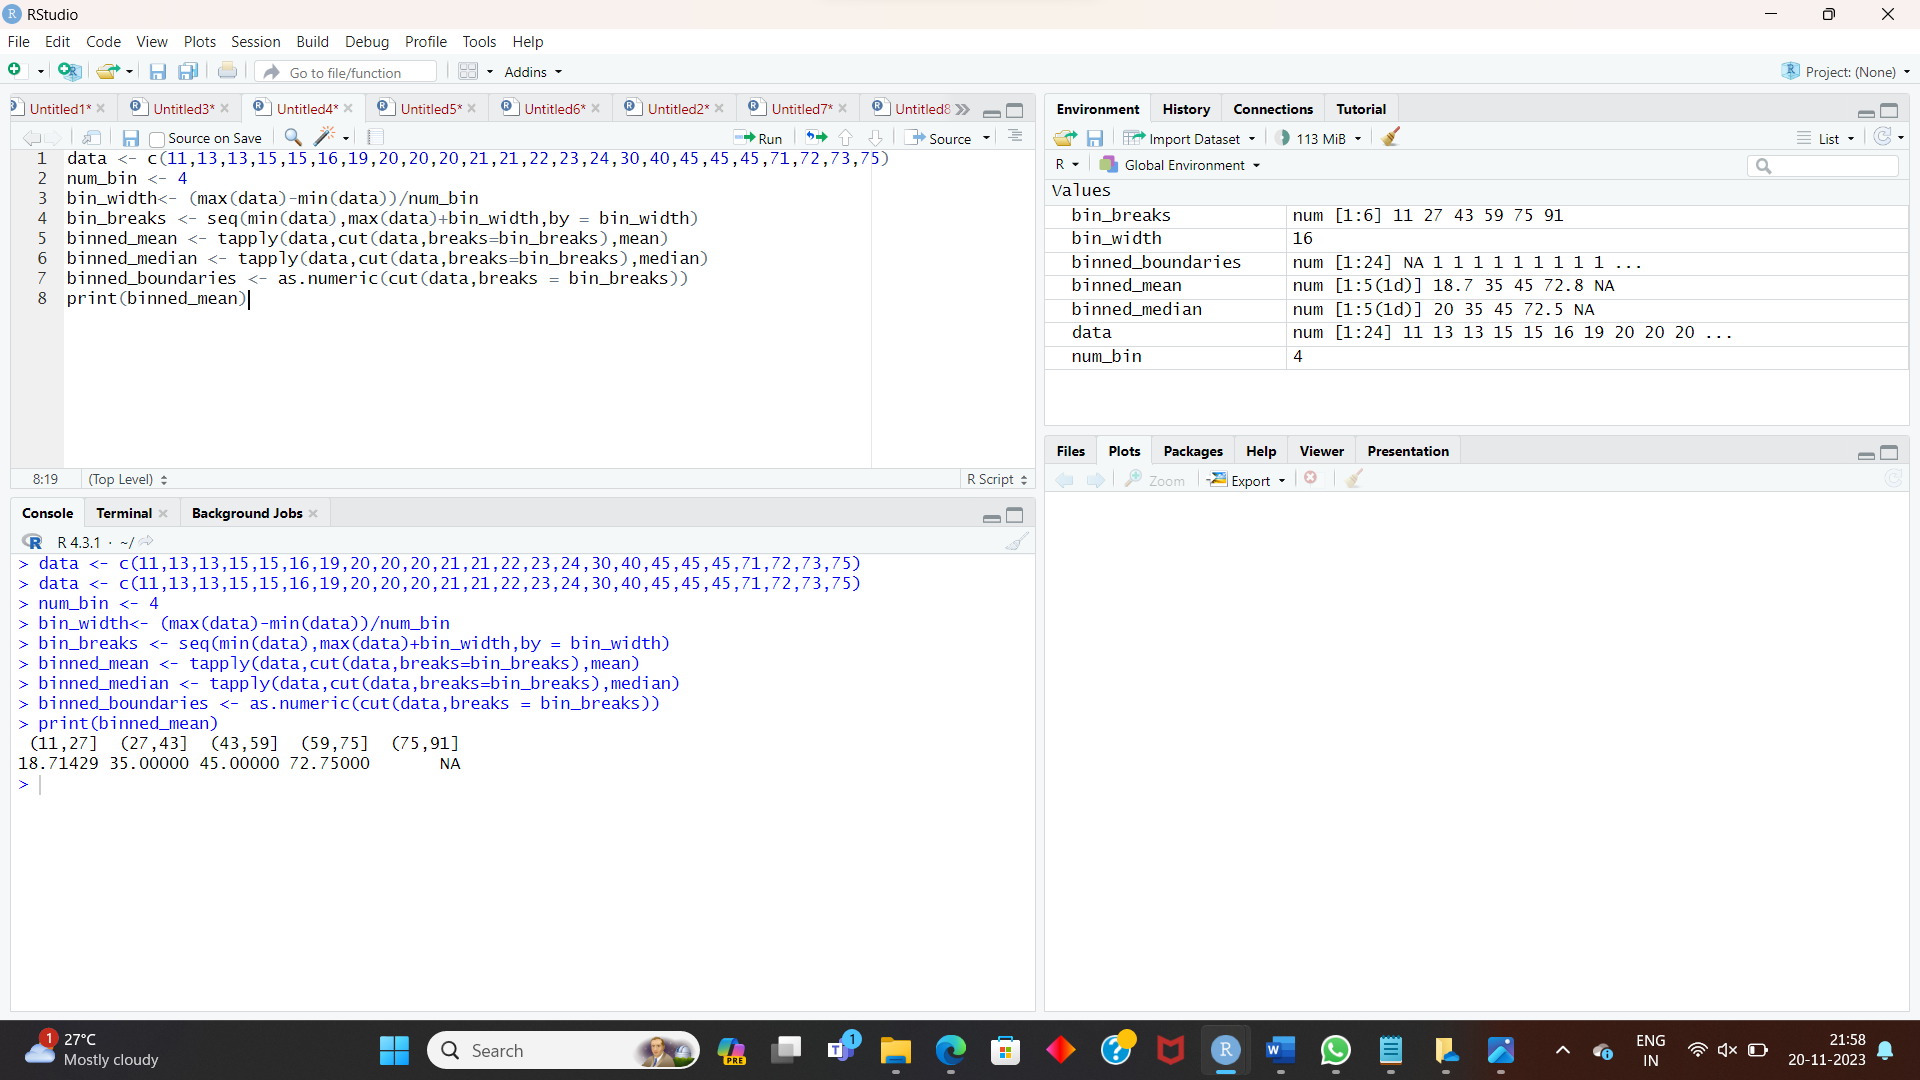 RStudio
File Edit Code View Plots Session Build Debug Profile Tools Help
Go to file/function Addins Project: (None)
Untitled1* Untitled3* Untitled4* Untitled5* Untitled6* Untitled2* Untitled7* Untitled8
Source on Save Run Source
1 data <- c(11,13,13,15,15,16,19,20,20,20,21,21,22,23,24,30,40,45,45,45,71,72,73,75)
2 num_bin <- 4
3 bin_width<- (max(data)-min(data))/num_bin
4 bin_breaks <- seq(min(data),max(data)+bin_width,by = bin_width)
5 binned_mean <- tapply(data,cut(data,breaks=bin_breaks),mean)
6 binned_median <- tapply(data,cut(data,breaks=bin_breaks),median)
7 binned_boundaries <- as.numeric(cut(data,breaks = bin_breaks))
8 print(binned_mean)
8:19 (Top Level) R Script
Console Terminal Background Jobs
R R 4.3.1 · ~/
> data <- c(11,13,13,15,15,16,19,20,20,20,21,21,22,23,24,30,40,45,45,45,71,72,73,75)
> data <- c(11,13,13,15,15,16,19,20,20,20,21,21,22,23,24,30,40,45,45,45,71,72,73,75)
> num_bin <- 4
> bin_width<- (max(data)-min(data))/num_bin
> bin_breaks <- seq(min(data),max(data)+bin_width,by = bin_width)
> binned_mean <- tapply(data,cut(data,breaks=bin_breaks),mean)
> binned_median <- tapply(data,cut(data,breaks=bin_breaks),median)
> binned_boundaries <- as.numeric(cut(data,breaks = bin_breaks))
> print(binned_mean)
(11,27] (27,43] (43,59] (59,75] (75,91]
18.71429 35.00000 45.00000 72.75000 NA
>
Environment History Connections Tutorial
Import Dataset 113 MiB List
R Global Environment
Values
bin_breaks num [1:6] 11 27 43 59 75 91
bin_width 16
binned_boundaries num [1:24] NA 1 1 1 1 1 1 1 1 1 ...
binned_mean num [1:5(1d)] 18.7 35 45 72.8 NA
binned_median num [1:5(1d)] 20 35 45 72.5 NA
data num [1:24] 11 13 13 15 15 16 19 20 20 20 ...
num_bin 4
Files Plots Packages Help Viewer Presentation
Zoom Export
1 27°C
Mostly cloudy
Search
PRE
T 1
R
W
ENG
IN
21:58
20-11-2023